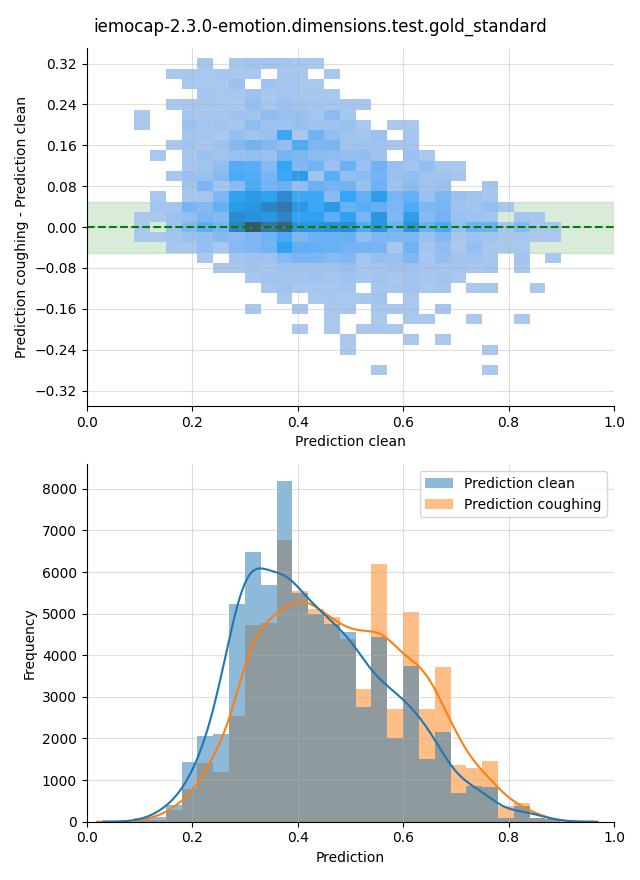 iemocap-2.3.0-emotion.dimensions.test.gold_standard
0.32
0.24
0.16
0.08
0.00
−0.08
−0.16
−0.24
−0.32
Prediction coughing - Prediction clean
0.0 0.2 0.4 0.6 0.8 1.0
Prediction clean
8000
7000
6000
5000
4000
3000
2000
1000
0
Frequency
Prediction clean
Prediction coughing
0.0 0.2 0.4 0.6 0.8 1.0
Prediction